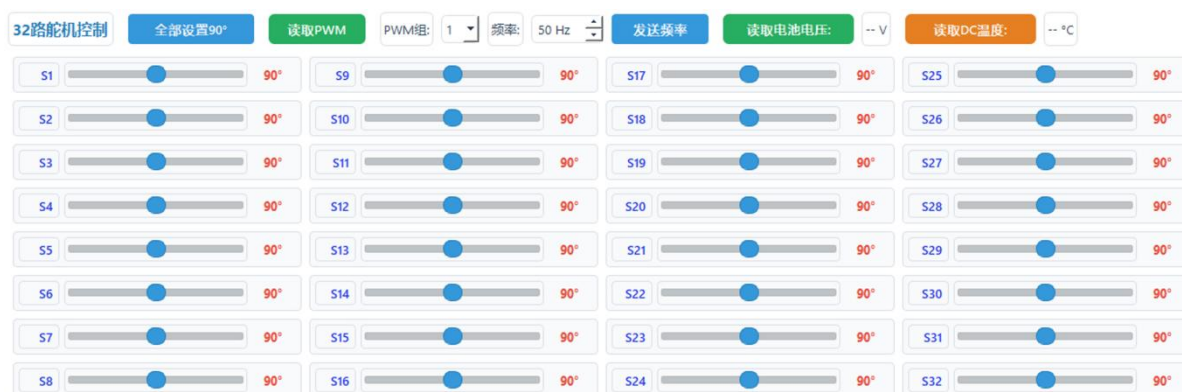 32路舵机控制 全部设置90° 读取PWM PWM组: 1 频率: 50 Hz 发送频率 读取电池电压: -- V 读取DC温度: -- °C
S1 90° S9 90° S17 90° S25 90°
S2 90° S10 90° S18 90° S26 90°
S3 90° S11 90° S19 90° S27 90°
S4 90° S12 90° S20 90° S28 90°
S5 90° S13 90° S21 90° S29 90°
S6 90° S14 90° S22 90° S30 90°
S7 90° S15 90° S23 90° S31 90°
S8 90° S16 90° S24 90° S32 90°